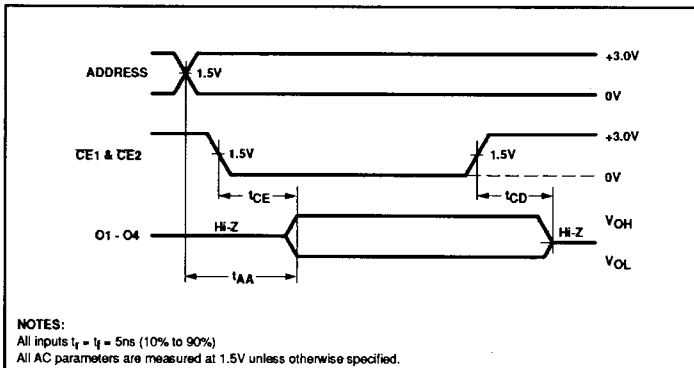 ADDRESS
1.5V
+3.0V
0V
CE1 & CE2
1.5V
1.5V
+3.0V
0V
tCE
tCD
O1 - O4
Hi-Z
Hi-Z
VOH
VOL
tAA
NOTES:
All inputs tr = tf = 5ns (10% to 90%)
All AC parameters are measured at 1.5V unless otherwise specified.